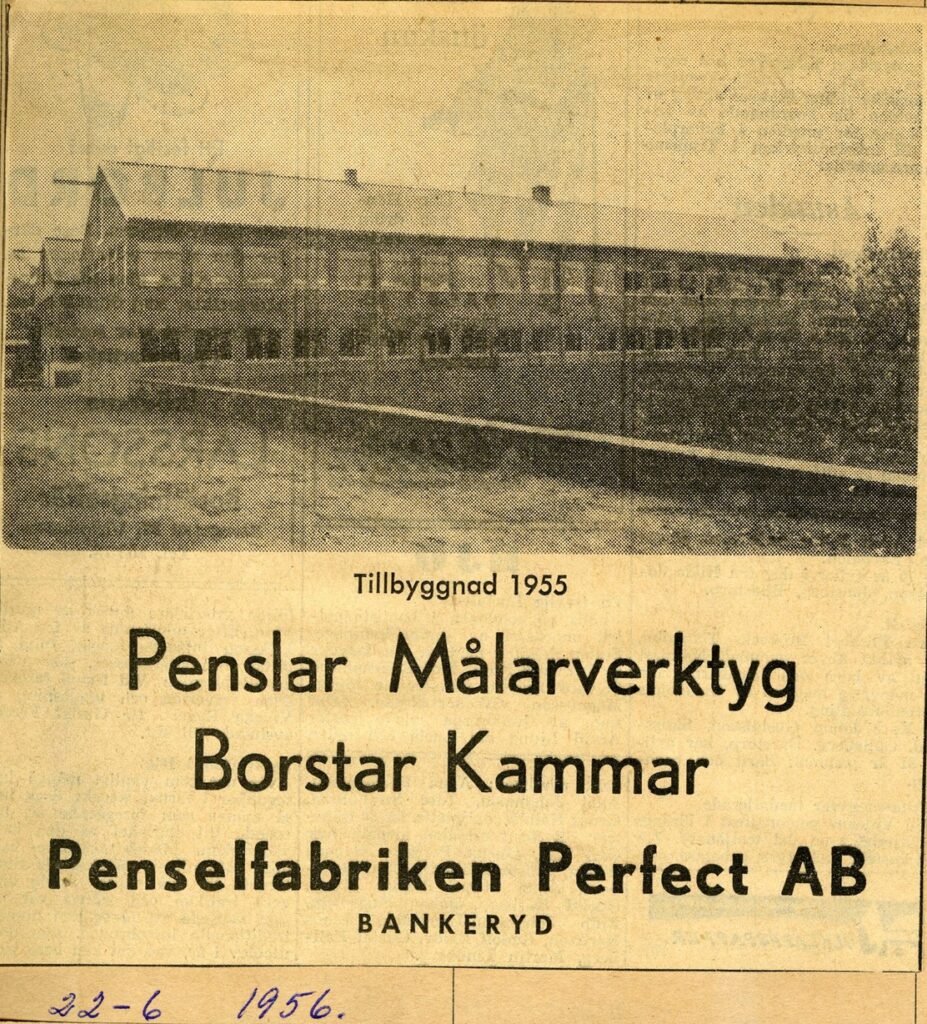 Tillbyggnad 1955
Penslar Målarverktyg
Borstar Kammar
Penselfabriken Perfect AB
BANKERYD
22-6 1956.